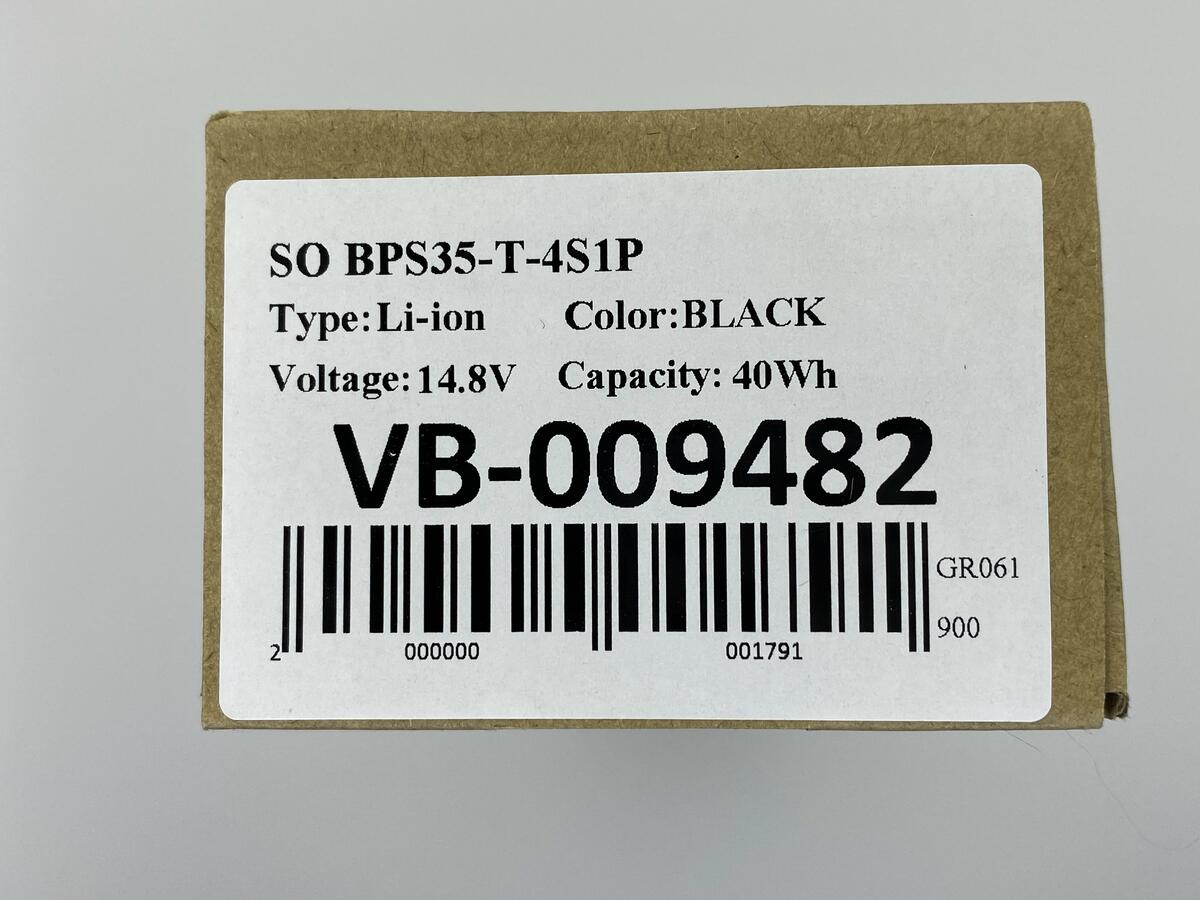 SO BPS35-T-4S1P
Type:Li-ion Color:BLACK
Voltage:14.8V Capacity: 40Wh
VB-009482
GR061
900
2 000000 001791